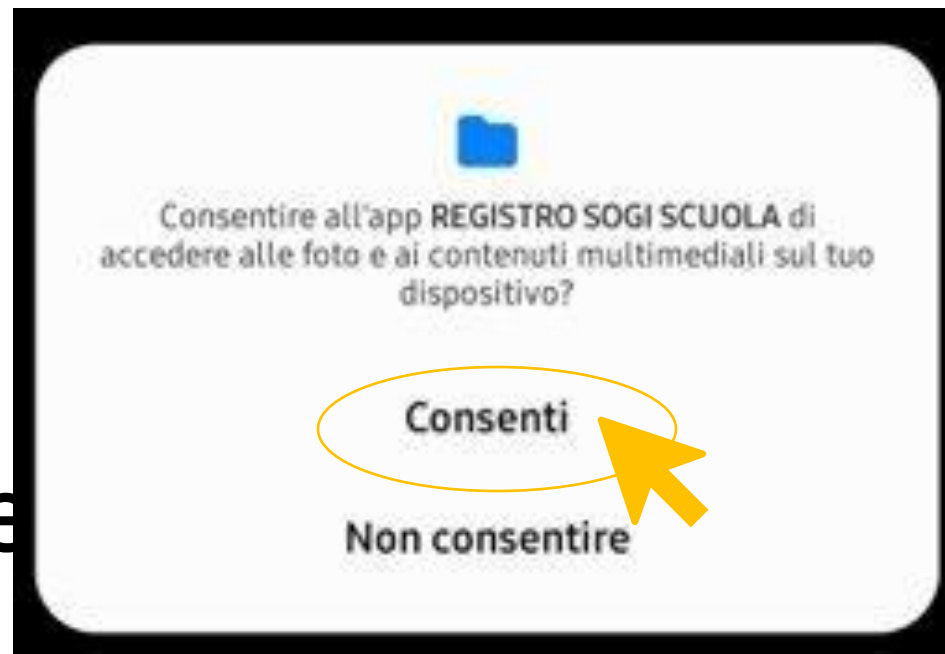 Consentire all'app REGISTRO SOGI SCUOLA di
accedere alle foto e ai contenuti multimediali sul tuo
dispositivo?
Consenti
e
Non consentire